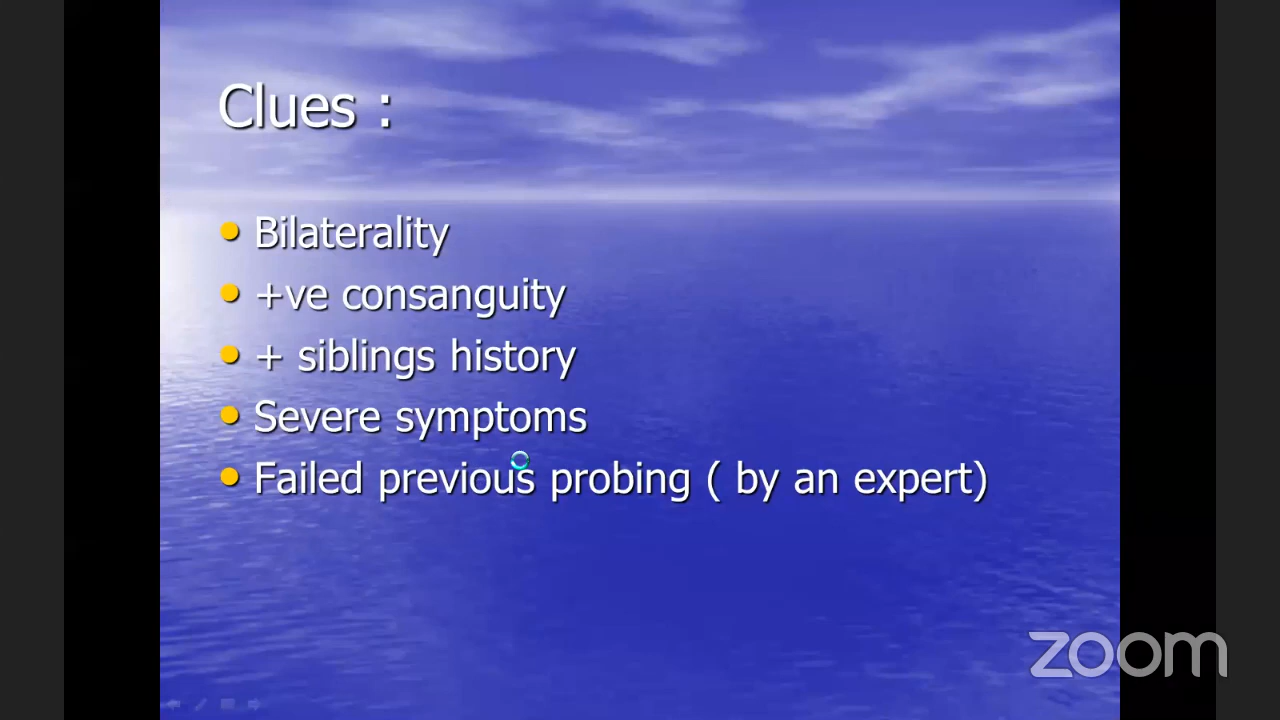 Clues :
Bilaterality
+ve consanguity
+ siblings history
Severe symptoms
Failed previous probing ( by an expert)
zoom